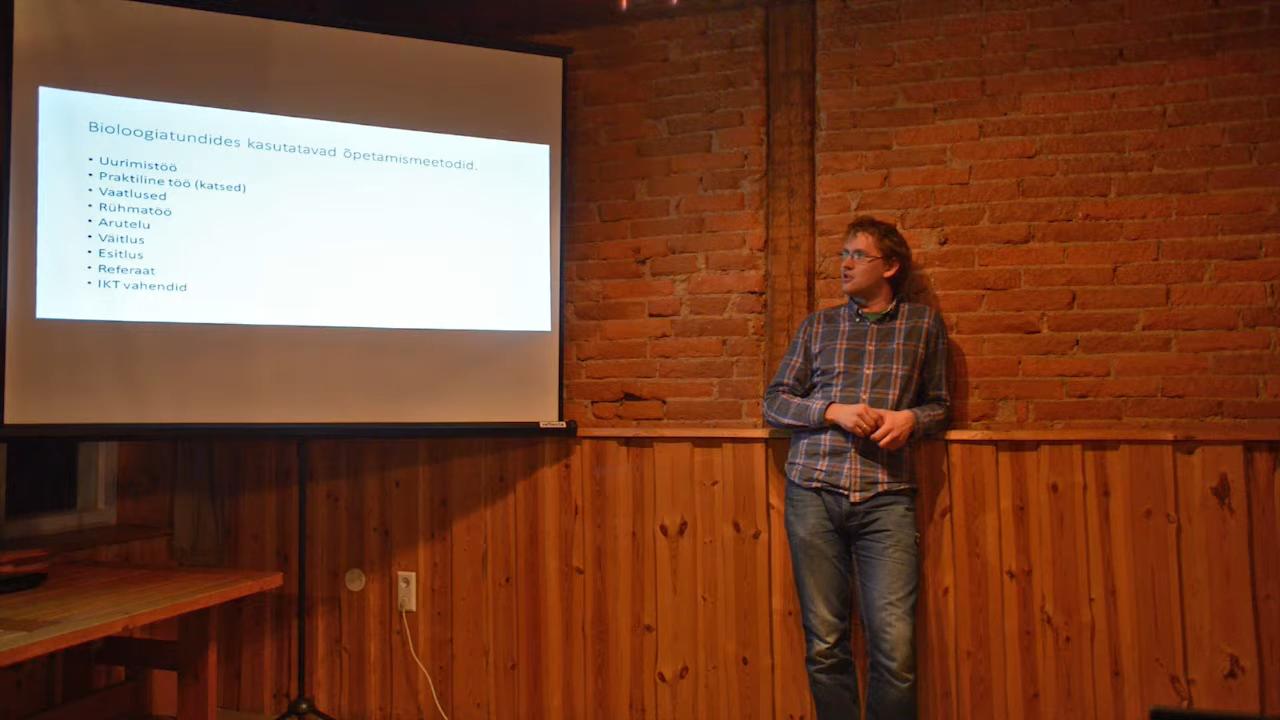 Bioloogiatundides kasutatavad õpetamismeetodid.
• Uurimistöö
• Praktiline töö (katsed)
• Vaatlused
• Rühmatöö
• Arutelu
• Väitlus
• Esitlus
• Referaat
• IKT vahendid